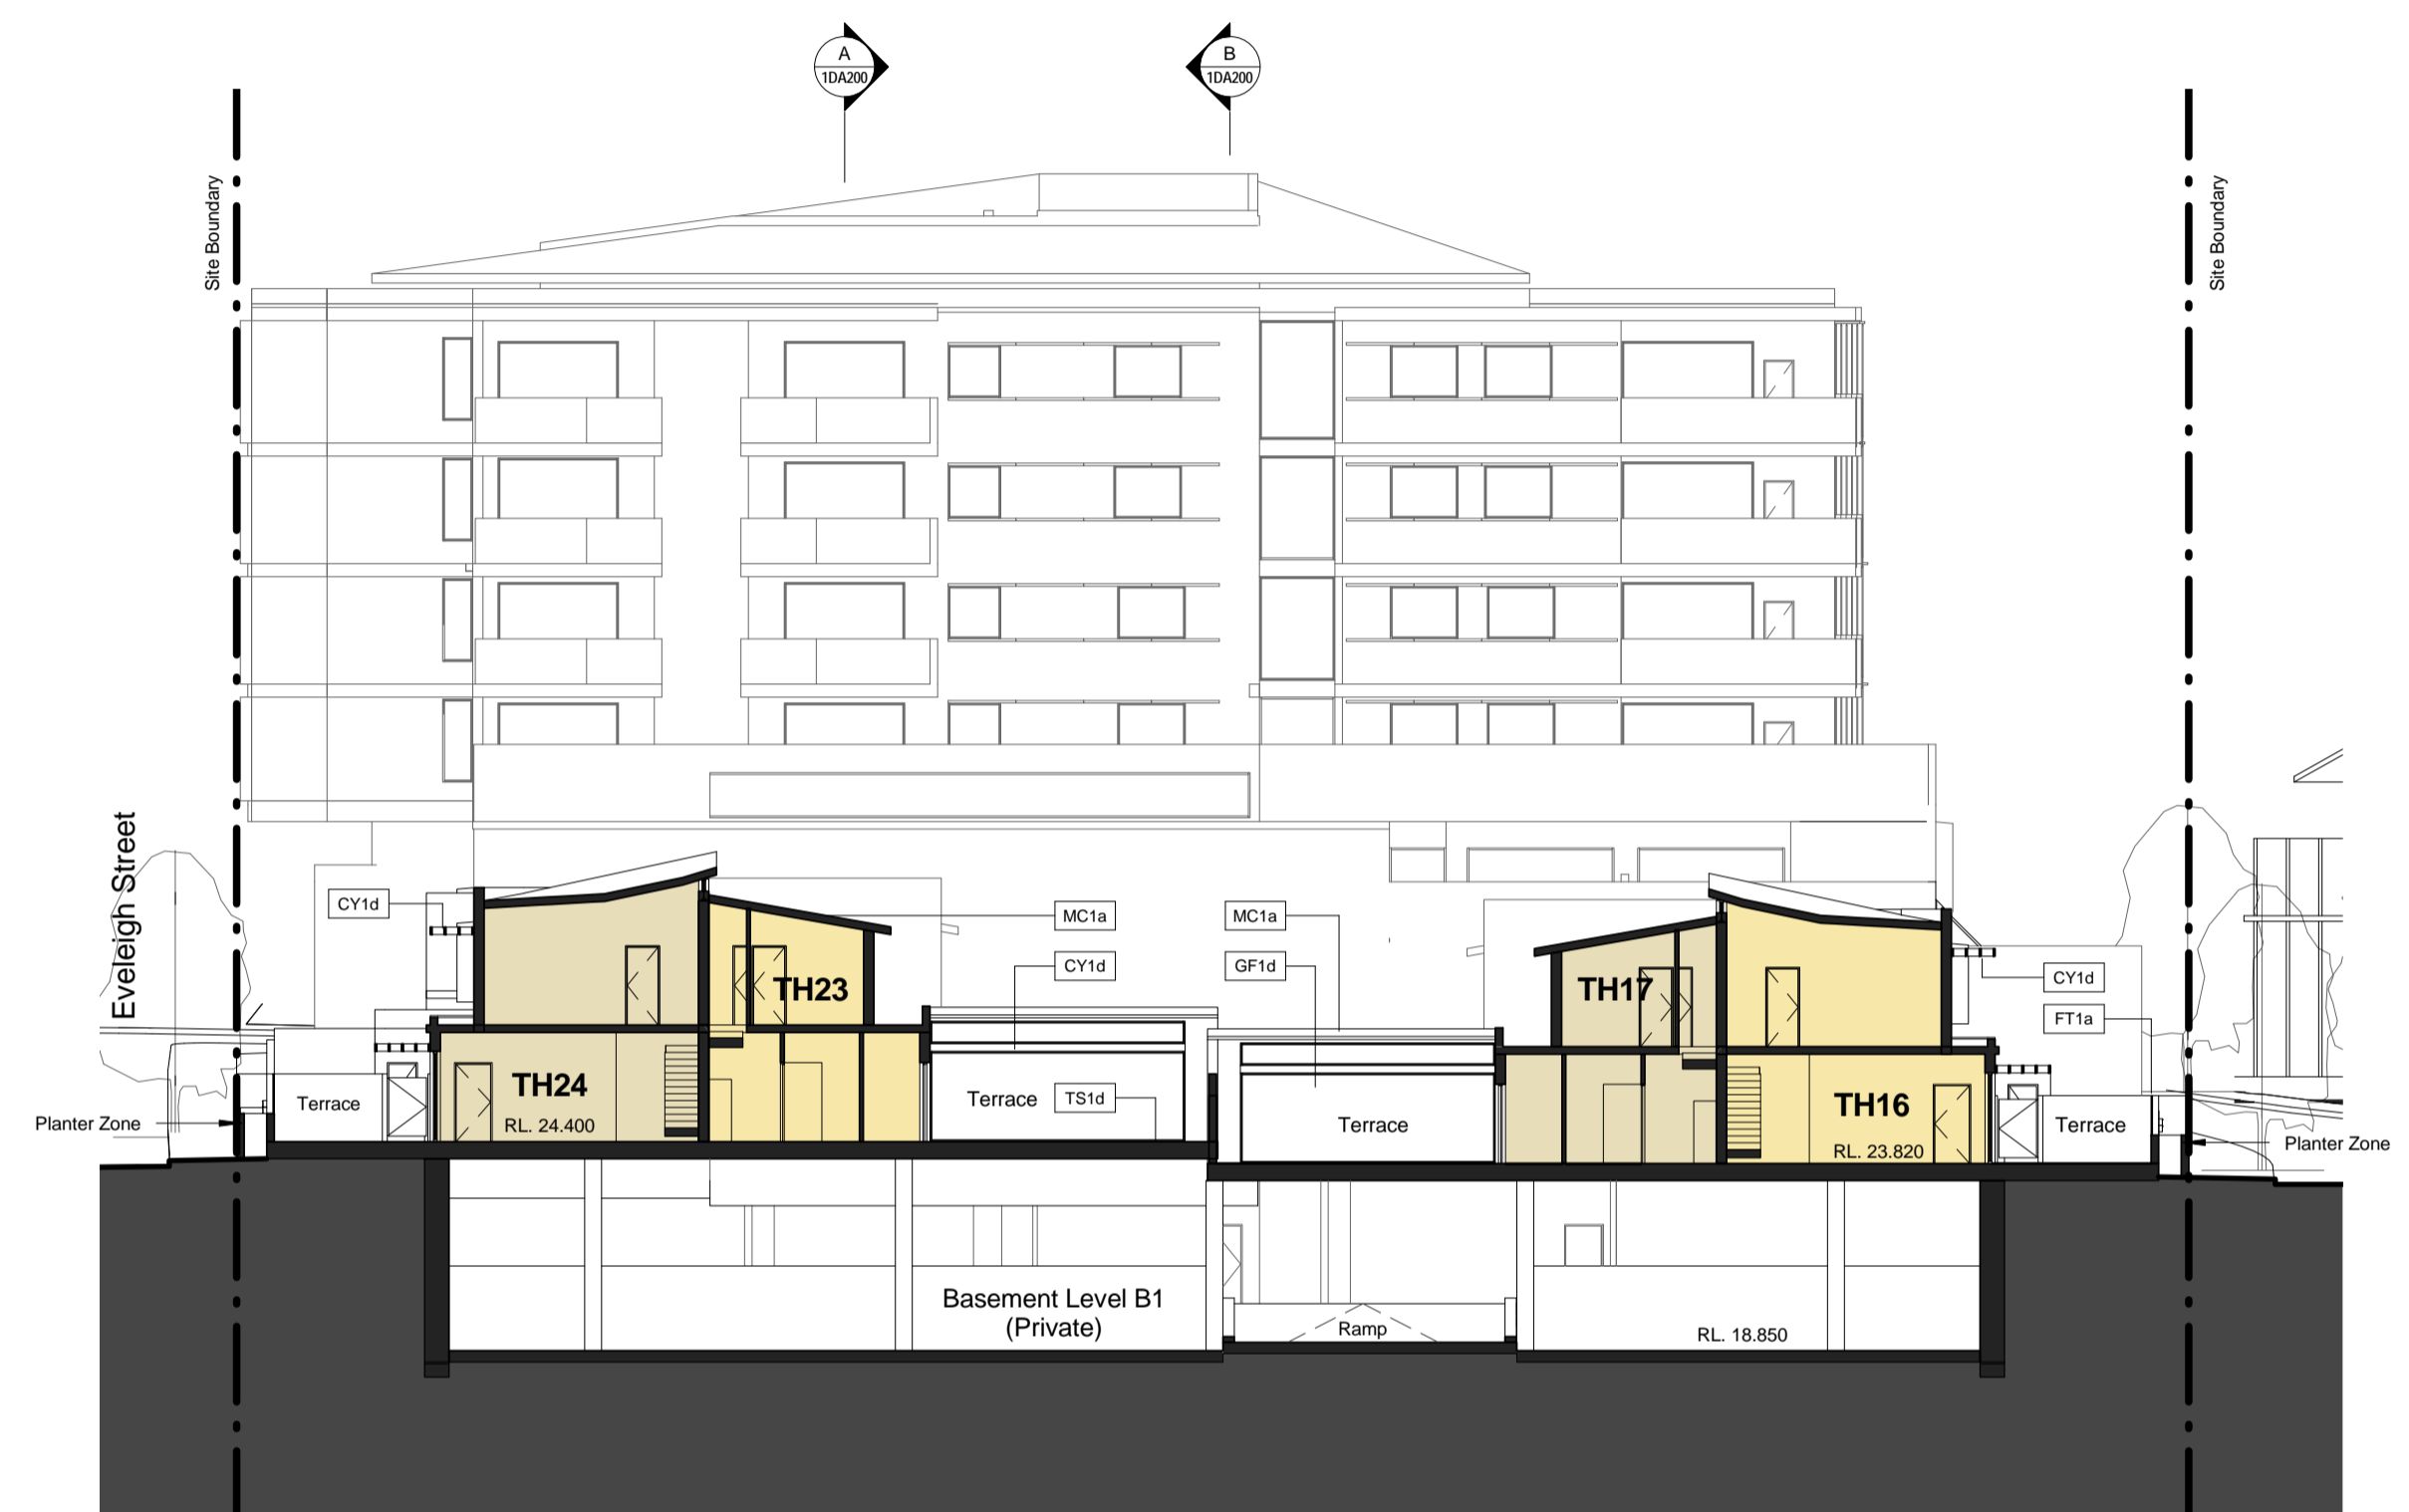 A
1DA200
B
1DA200
Site Boundary
Site Boundary
Eveleigh Street
CY1d
MC1a
MC1a
CY1d
GF1d
CY1d
TH23
TH17
FT1a
TH24
TH16
Terrace
Terrace
TS1d
Terrace
Terrace
Planter Zone
RL. 24.400
RL. 23.820
Planter Zone
Basement Level B1
(Private)
Ramp
RL. 18.850